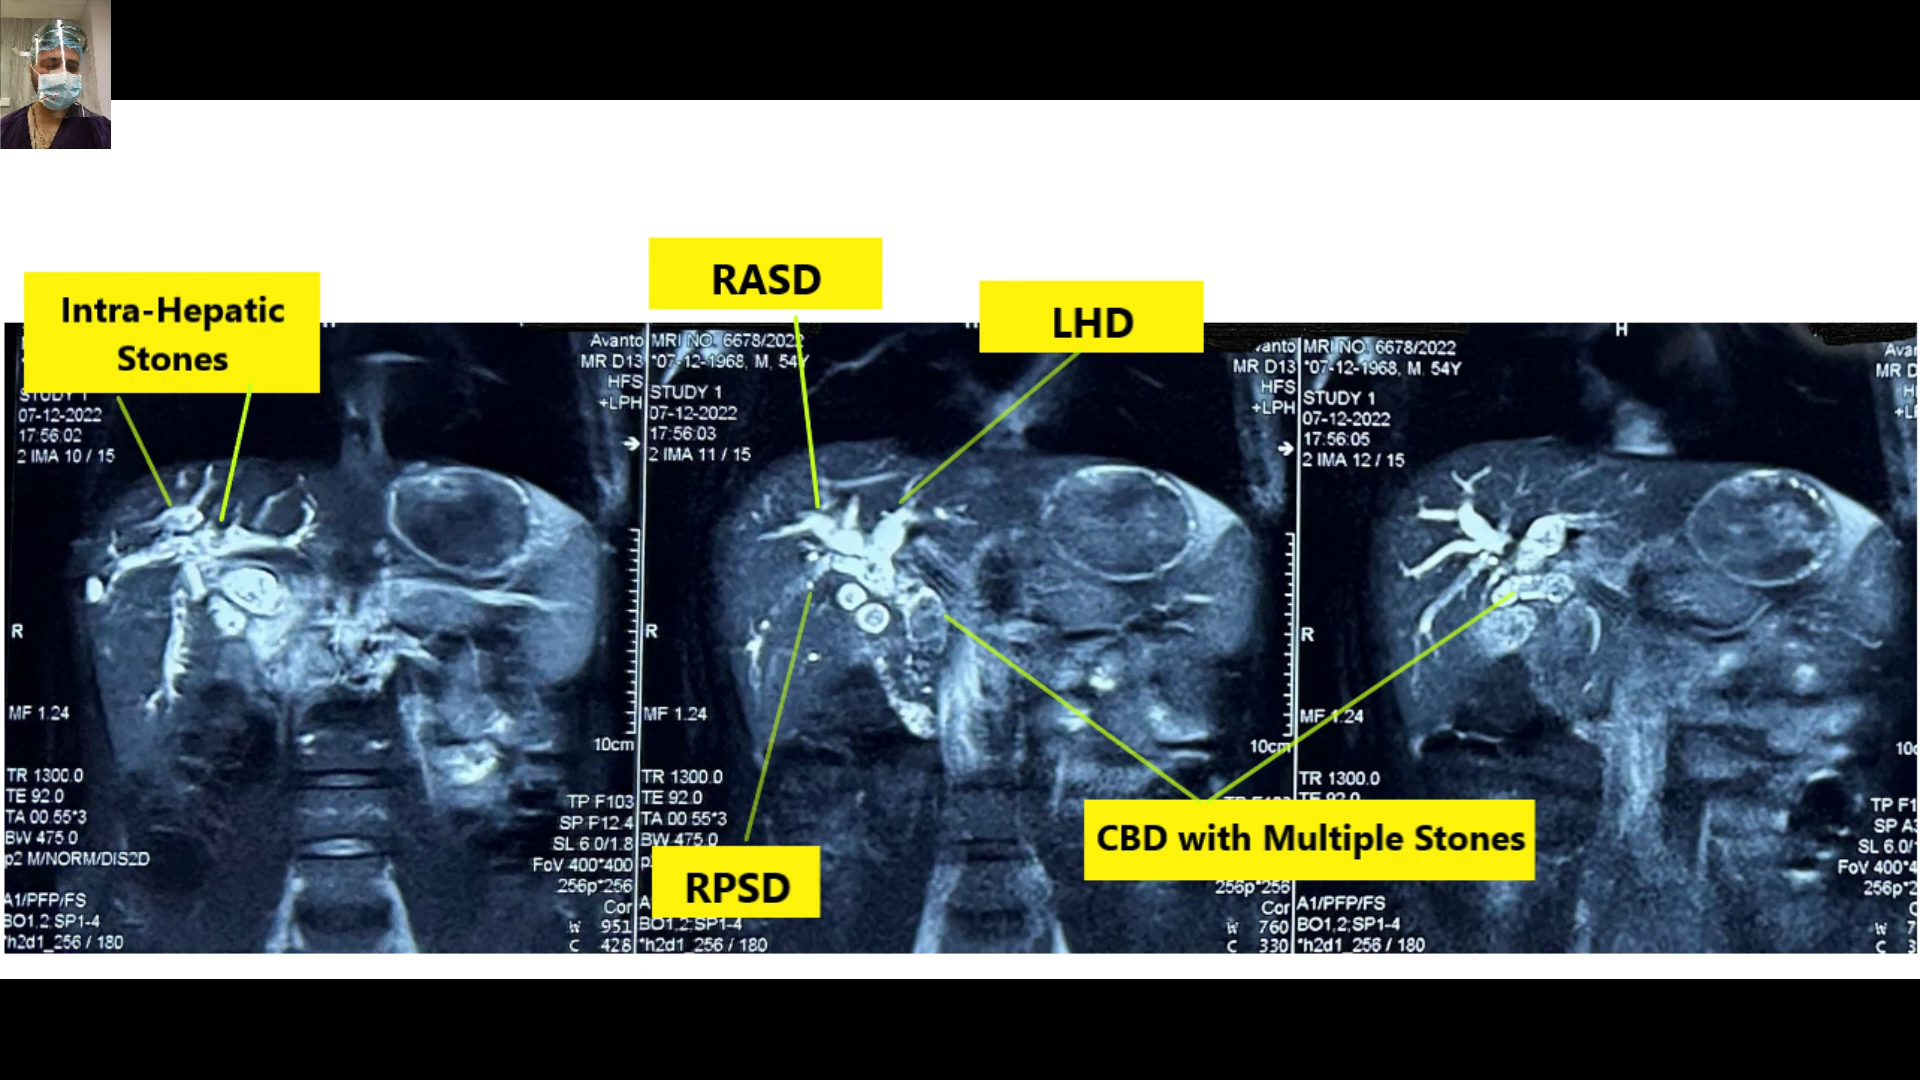 Intra-Hepatic
Stones
RASD
LHD
RPSD
CBD with Multiple Stones
Avanto
MR D13
HFS
+LPH
STUDY 1
07-12-2022
17:56:02
2 IMA 10 / 15
R
MF 1.24
10cm
TR 1300.0
TE 92.0
TA 00.55*3
BW 475.0
p2 M/NORM/DIS2D
A1/PFP/FS
BO1,2,SP1-4
*h2d1_256 / 180
TP F103
SP F12.4
SL 6.0/1.8
FoV 400*400
256p*256
Cor
W 951
C 428
MRI NO. 6678/2022
*07-12-1968, M, 54Y
STUDY 1
07-12-2022
17:56:03
2 IMA 11 / 15
MR D13
HFS
+LPH
R
MF 1.24
10cm
TR 1300.0
TE 92.0
TA 00.55*3
BW 475.0
BO1,2,SP1-4
*h2d1_256 / 180
256p*256
Cor
W 760
C 330
H
MRI NO. 6678/2022
*07-12-1968, M, 54Y
STUDY 1
07-12-2022
17:56:05
2 IMA 12 / 15
R
MF 1.24
TR 1300.0
TE 92.0
A1/PFP/FS
BO1,2,SP1-4
*h2d1_256 / 180